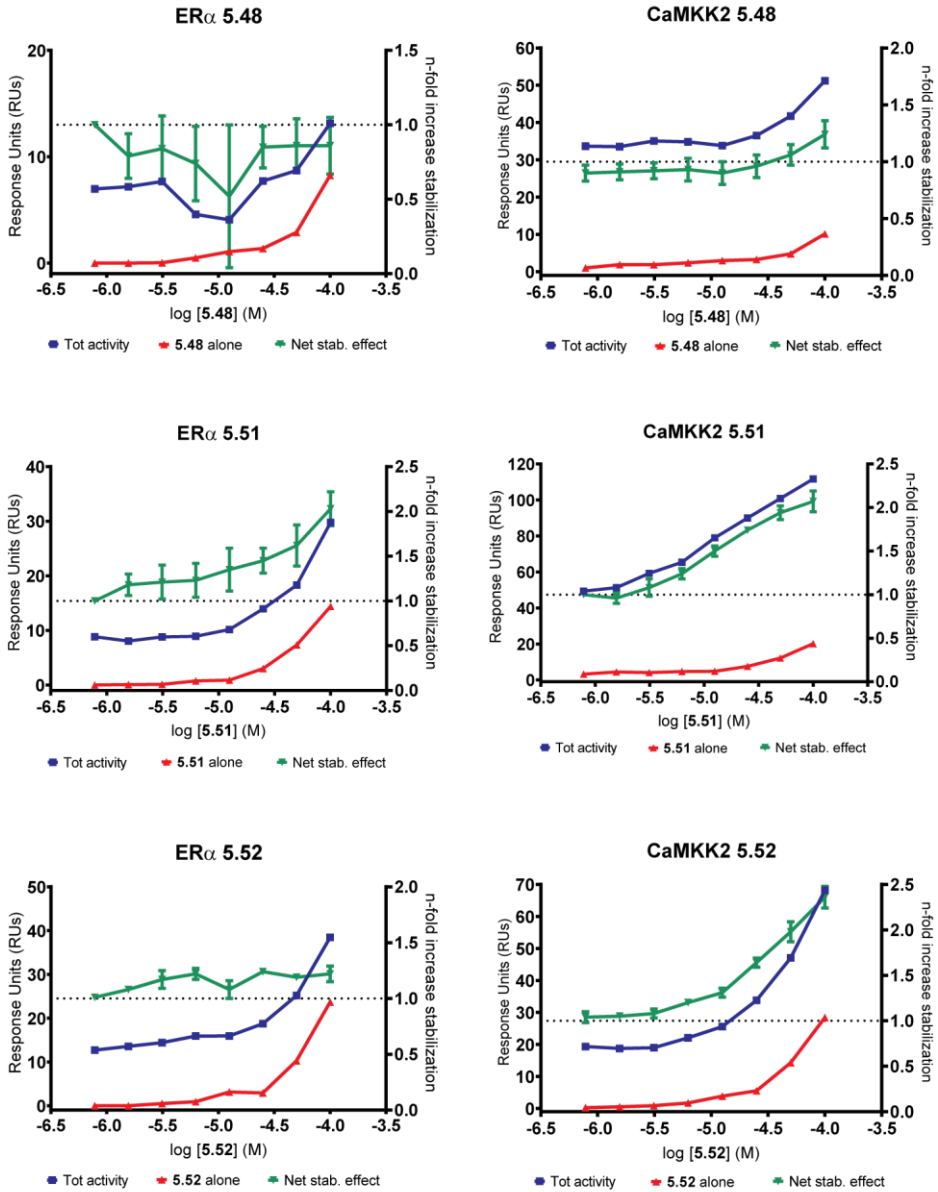 ERα 5.48
Response Units (RUs)
20
10
0
1.5
1.0
0.5
0.0
n-fold increase stabilization
-6.5 -6.0 -5.5 -5.0 -4.5 -4.0 -3.5
log [5.48] (M)
Tot activity 5.48 alone Net stab. effect
CaMKK2 5.48
Response Units (RUs)
60
50
40
30
20
10
0
2.0
1.5
1.0
0.5
0.0
n-fold increase stabilization
-6.5 -6.0 -5.5 -5.0 -4.5 -4.0 -3.5
log [5.48] (M)
Tot activity 5.48 alone Net stab. effect
ERα 5.51
Response Units (RUs)
40
30
20
10
0
2.5
2.0
1.5
1.0
0.5
0.0
n-fold increase stabilization
-6.5 -6.0 -5.5 -5.0 -4.5 -4.0 -3.5
log [5.51] (M)
Tot activity 5.51 alone Net stab. effect
CaMKK2 5.51
Response Units (RUs)
120
100
80
60
40
20
0
2.5
2.0
1.5
1.0
0.5
0.0
n-fold increase stabilization
-6.5 -6.0 -5.5 -5.0 -4.5 -4.0 -3.5
log [5.51] (M)
Tot activity 5.51 alone Net stab. effect
ERα 5.52
Response Units (RUs)
50
40
30
20
10
0
2.0
1.5
1.0
0.5
0.0
n-fold increase stabilization
-6.5 -6.0 -5.5 -5.0 -4.5 -4.0 -3.5
log [5.52] (M)
Tot activity 5.52 alone Net stab. effect
CaMKK2 5.52
Response Units (RUs)
70
60
50
40
30
20
10
0
2.5
2.0
1.5
1.0
0.5
0.0
n-fold increase stabilization
-6.5 -6.0 -5.5 -5.0 -4.5 -4.0 -3.5
log [5.52] (M)
Tot activity 5.52 alone Net stab. effect